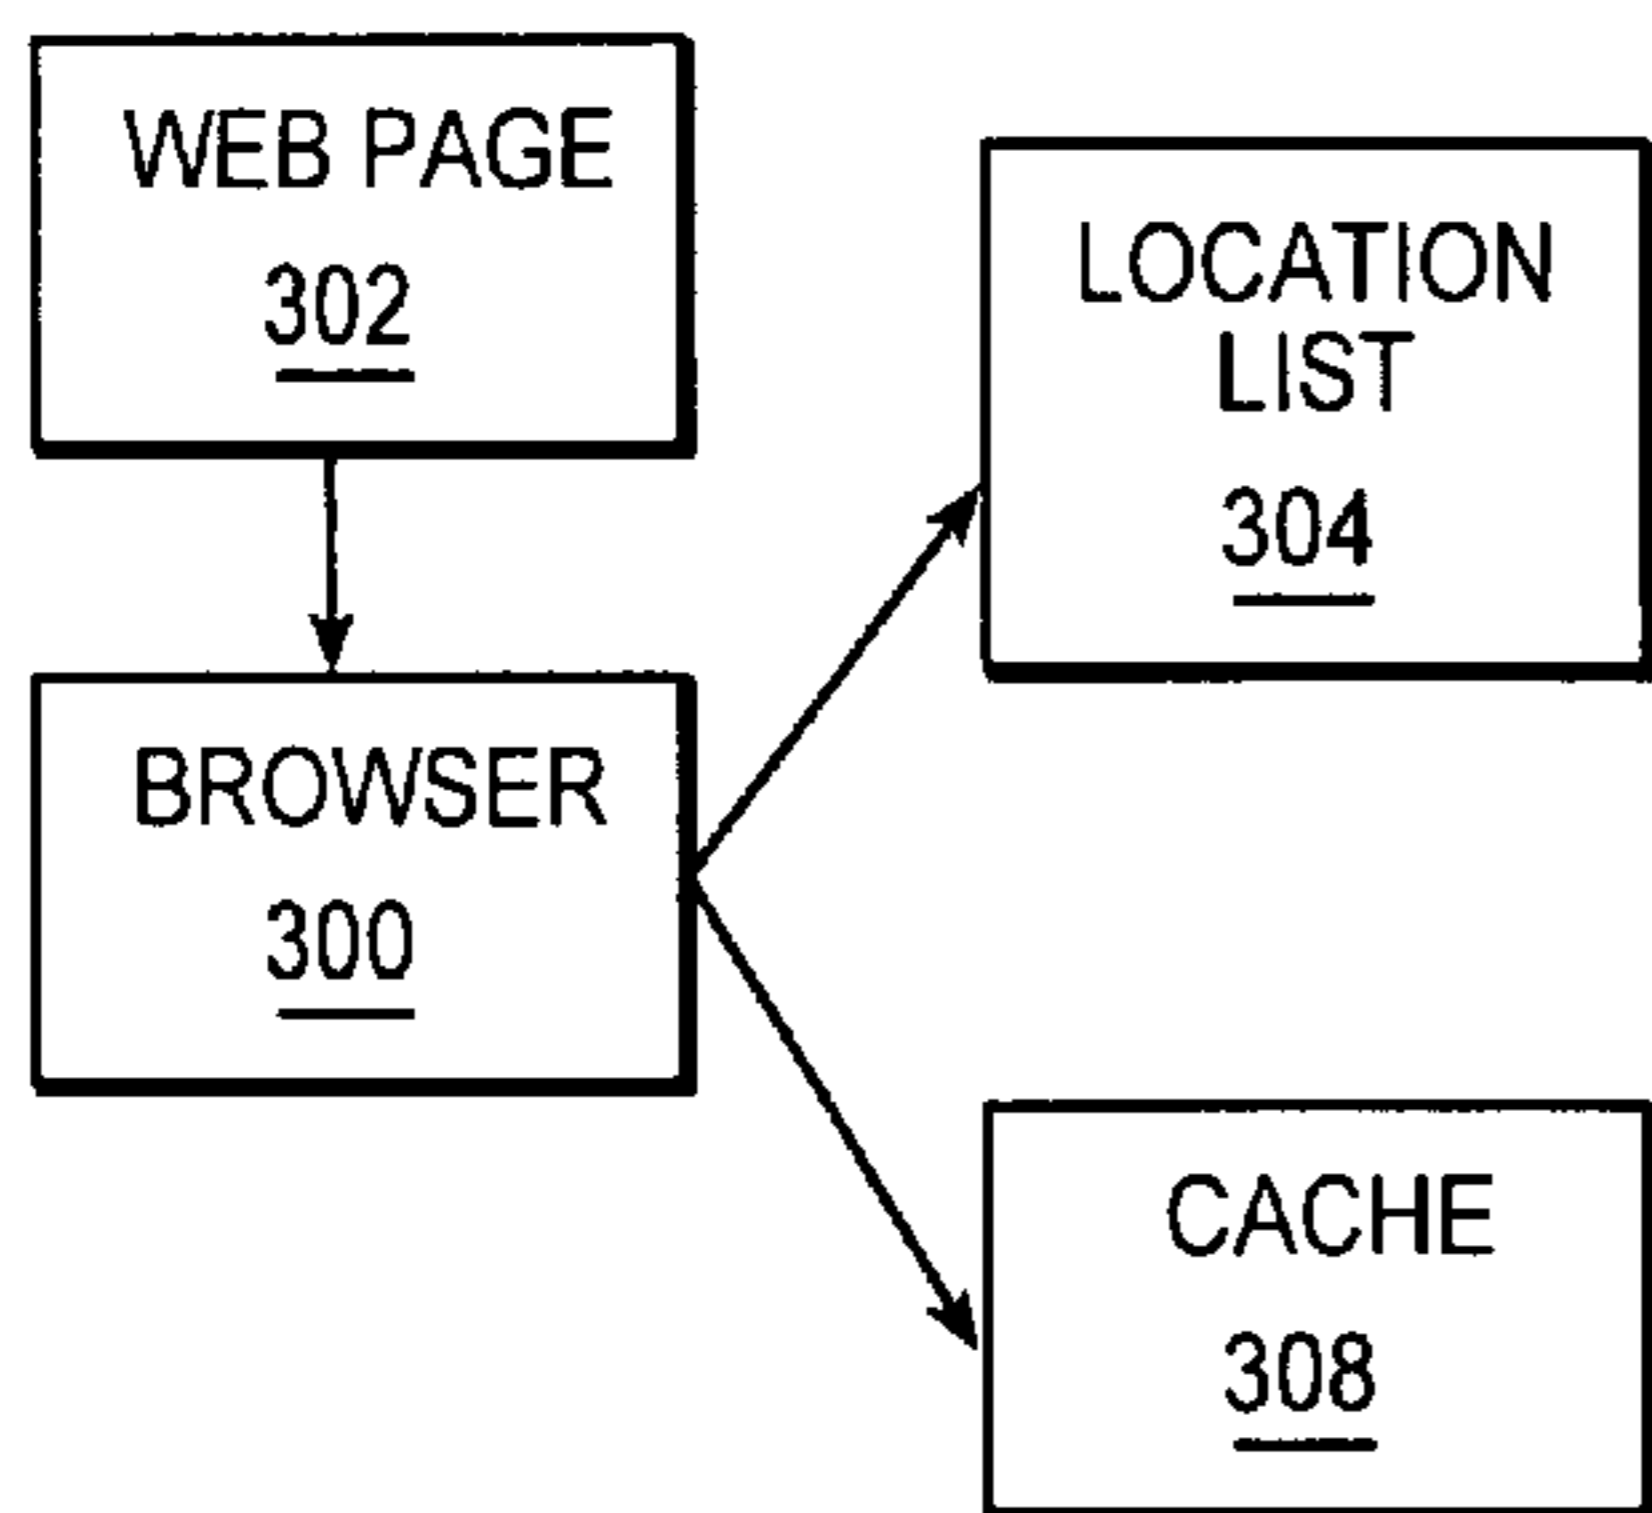 WEB PAGE
302
LOCATION
LIST
304
BROWSER
300
CACHE
308